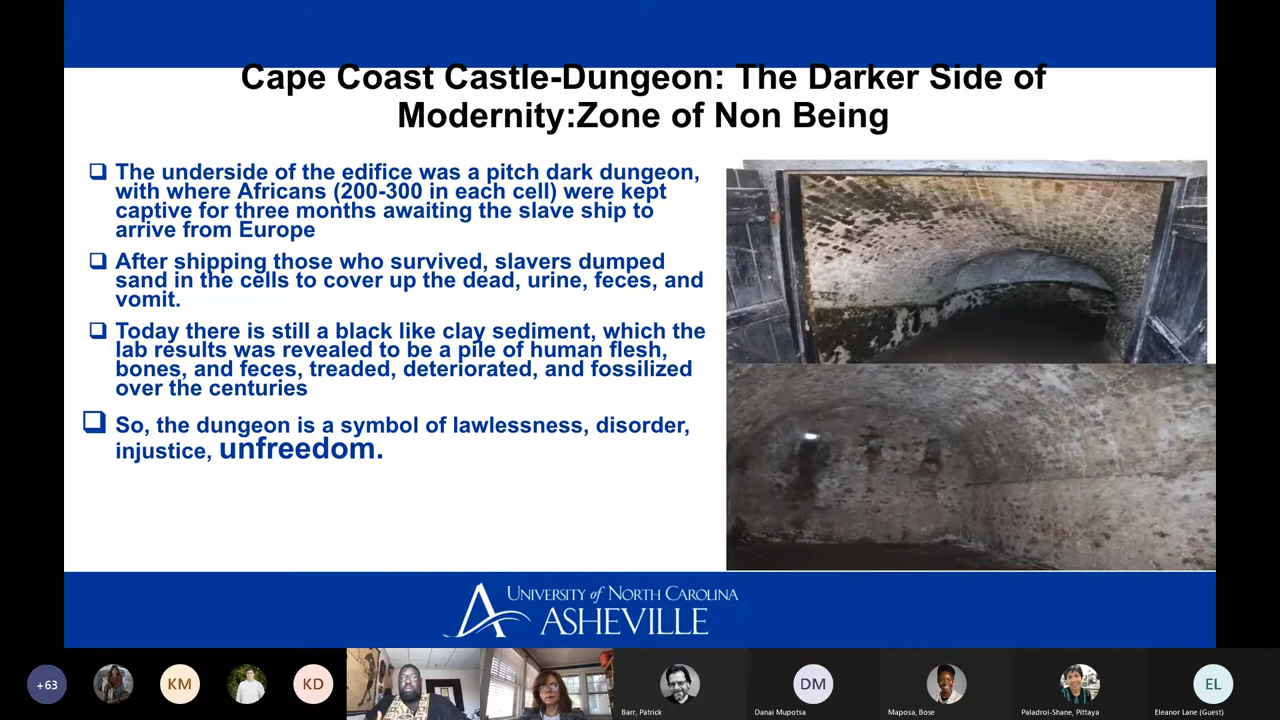 Cape Coast Castle-Dungeon: The Darker Side of
Modernity:Zone of Non Being
The underside of the edifice was a pitch dark dungeon,
with where Africans (200-300 in each cell) were kept
captive for three months awaiting the slave ship to
arrive from Europe
After shipping those who survived, slavers dumped
sand in the cells to cover up the dead, urine, feces, and
vomit.
Today there is still a black like clay sediment, which the
lab results was revealed to be a pile of human flesh,
bones, and feces, treaded, deteriorated, and fossilized
over the centuries
So, the dungeon is a symbol of lawlessness, disorder,
injustice, unfreedom.
UNIVERSITY of NORTH CAROLINA
ASHEVILLE
+63
KM
KD
Barr, Patrick
DM
Danai Mupotsa
Maposa, Bose
Paladroi-Shane, Pittaya
EL
Eleanor Lane (Guest)